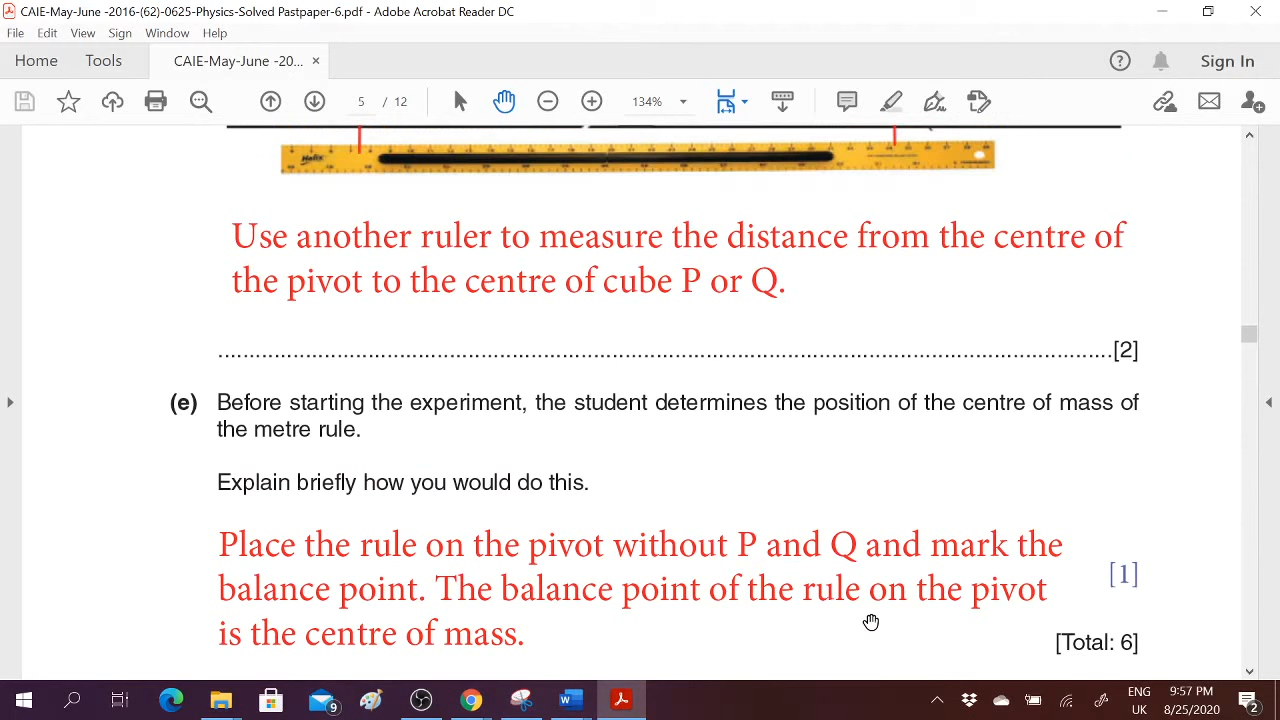 CAIE-May-June -2016-(62)-0625-Physics-Solved Pastpaper-6.pdf - Adobe Acrobat Reader DC
File Edit View Sign Window Help
Home Tools CAIE-May-June -20... × Sign In
5 / 12 134%
Helix
Use another ruler to measure the distance from the centre of
the pivot to the centre of cube P or Q.
[2]
(e) Before starting the experiment, the student determines the position of the centre of mass of
the metre rule.
Explain briefly how you would do this.
Place the rule on the pivot without P and Q and mark the
balance point. The balance point of the rule on the pivot
is the centre of mass.
[1]
[Total: 6]
9 ENG 9:57 PM
UK 8/25/2020 2